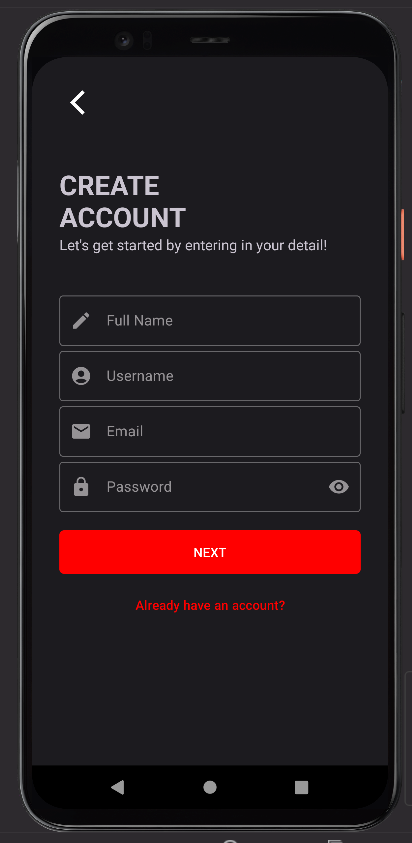 CREATE
ACCOUNT
Let's get started by entering in your detail!
Full Name
Username
Email
Password
NEXT
Already have an account?